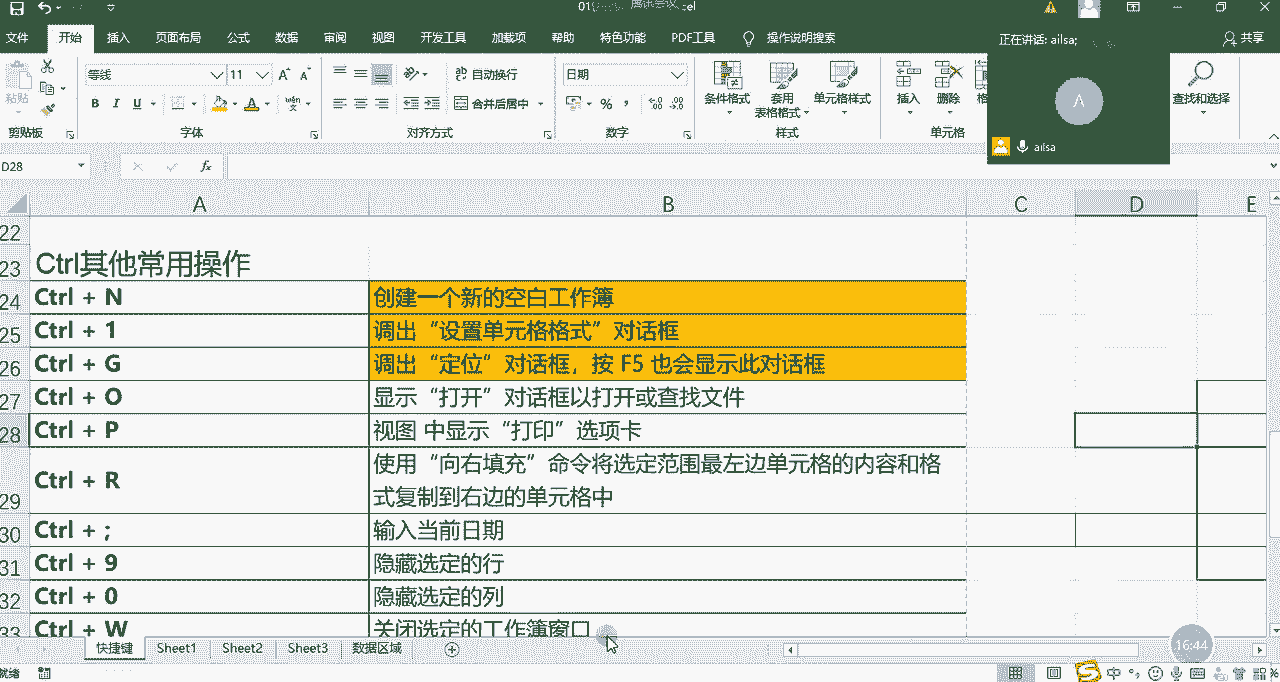 腾讯会议
文件 开始 插入 页面布局 公式 数据 审阅 视图 开发工具 加载项 帮助 特色功能 PDF工具 操作说明搜索 正在讲话: ailsa; 共享
粘贴 等线 11 自动换行 日期 条件格式 套用 表格格式 单元格样式 插入 删除 查找和选择
B I U 合并后居中 %
剪贴板 字体 对齐方式 数字 样式 单元格
A
ailsa
D28 fx
A B C D E
22
23 Ctrl其他常用操作
24 Ctrl + N 创建一个新的空白工作簿
25 Ctrl + 1 调出“设置单元格格式”对话框
26 Ctrl + G 调出“定位”对话框，按 F5 也会显示此对话框
27 Ctrl + O 显示“打开”对话框以打开或查找文件
28 Ctrl + P 视图 中显示“打印”选项卡
29 Ctrl + R 使用“向右填充”命令将选定范围最左边单元格的内容和格
式复制到右边的单元格中
30 Ctrl + ; 输入当前日期
31 Ctrl + 9 隐藏选定的行
32 Ctrl + 0 隐藏选定的列
33 Ctrl + W 关闭选定的工作簿窗口
快捷键 Sheet1 Sheet2 Sheet3 数据区域
16:44
就绪 中